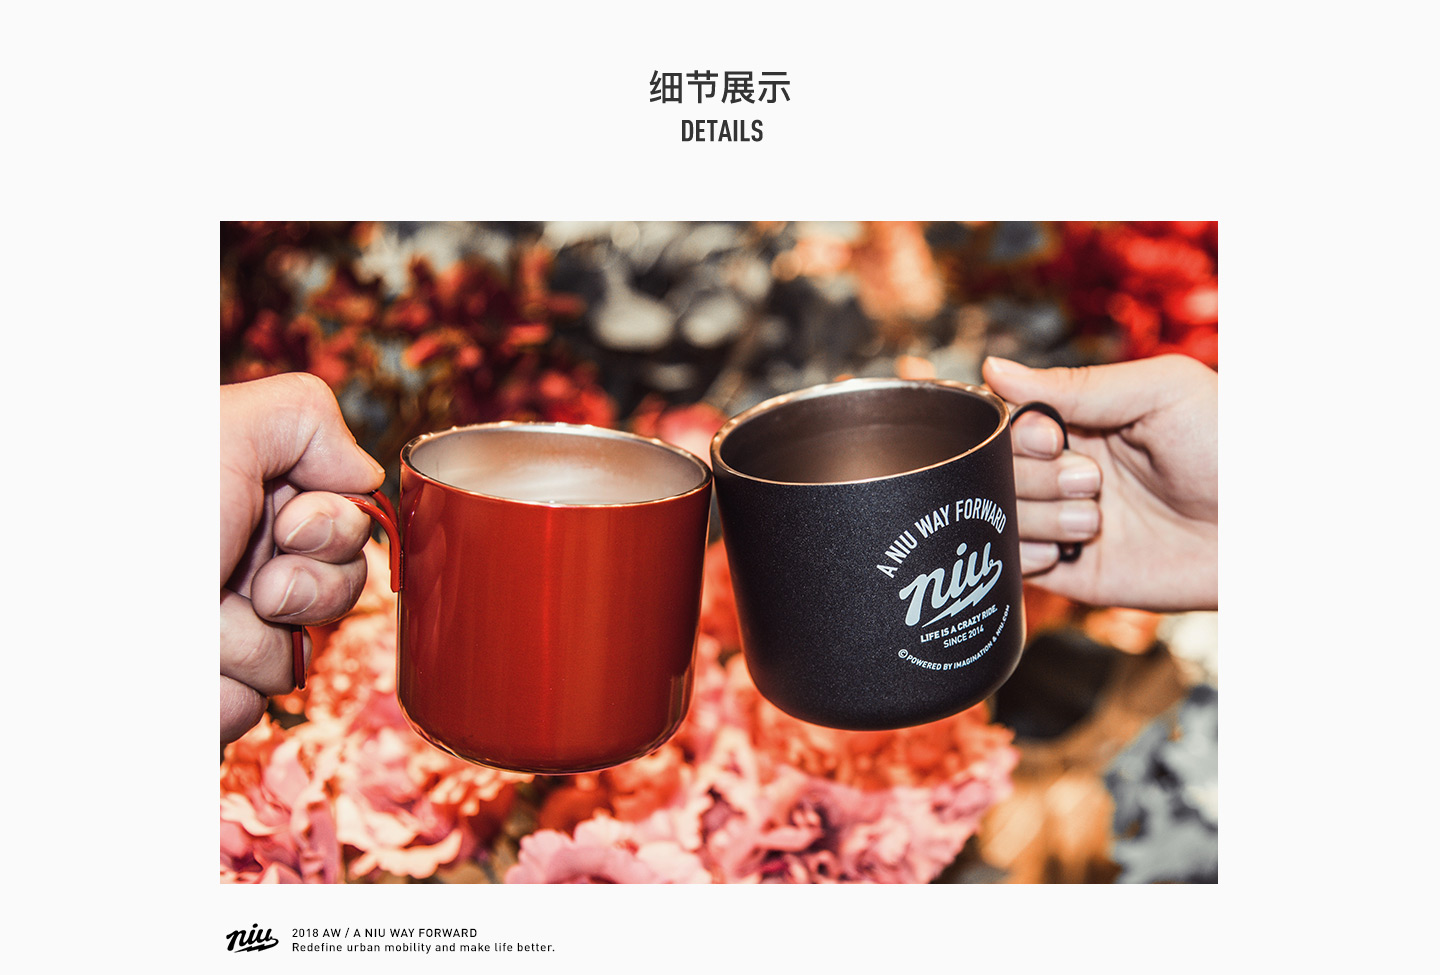 细节展示
DETAILS
A NIU WAY FORWARD
niu
LIFE IS A CRAZY RIDE.
SINCE 2014
©POWERED BY IMAGINATION & NIU.COM
niu
2018 AW / A NIU WAY FORWARD
Redefine urban mobility and make life better.